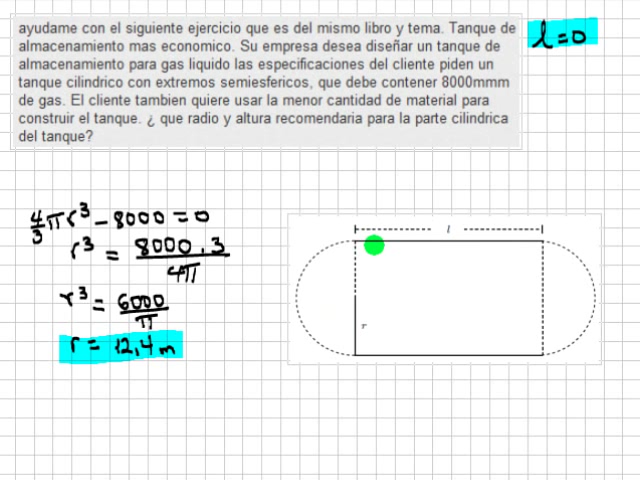 ayudame con el siguiente ejercicio que es del mismo libro y tema. Tanque de
almacenamiento mas economico. Su empresa desea diseñar un tanque de
almacenamiento para gas liquido las especificaciones del cliente piden un
tanque cilindrico con extremos semiesfericos, que debe contener 8000mmm
de gas. El cliente tambien quiere usar la menor cantidad de material para
construir el tanque. ¿ que radio y altura recomendaria para la parte cilindrica
del tanque?
l = 0
4/3 πr³ - 8000 = 0
r³ = 8000 . 3 / 4π
r³ = 6000 / π
r = 12,4 m
l
r